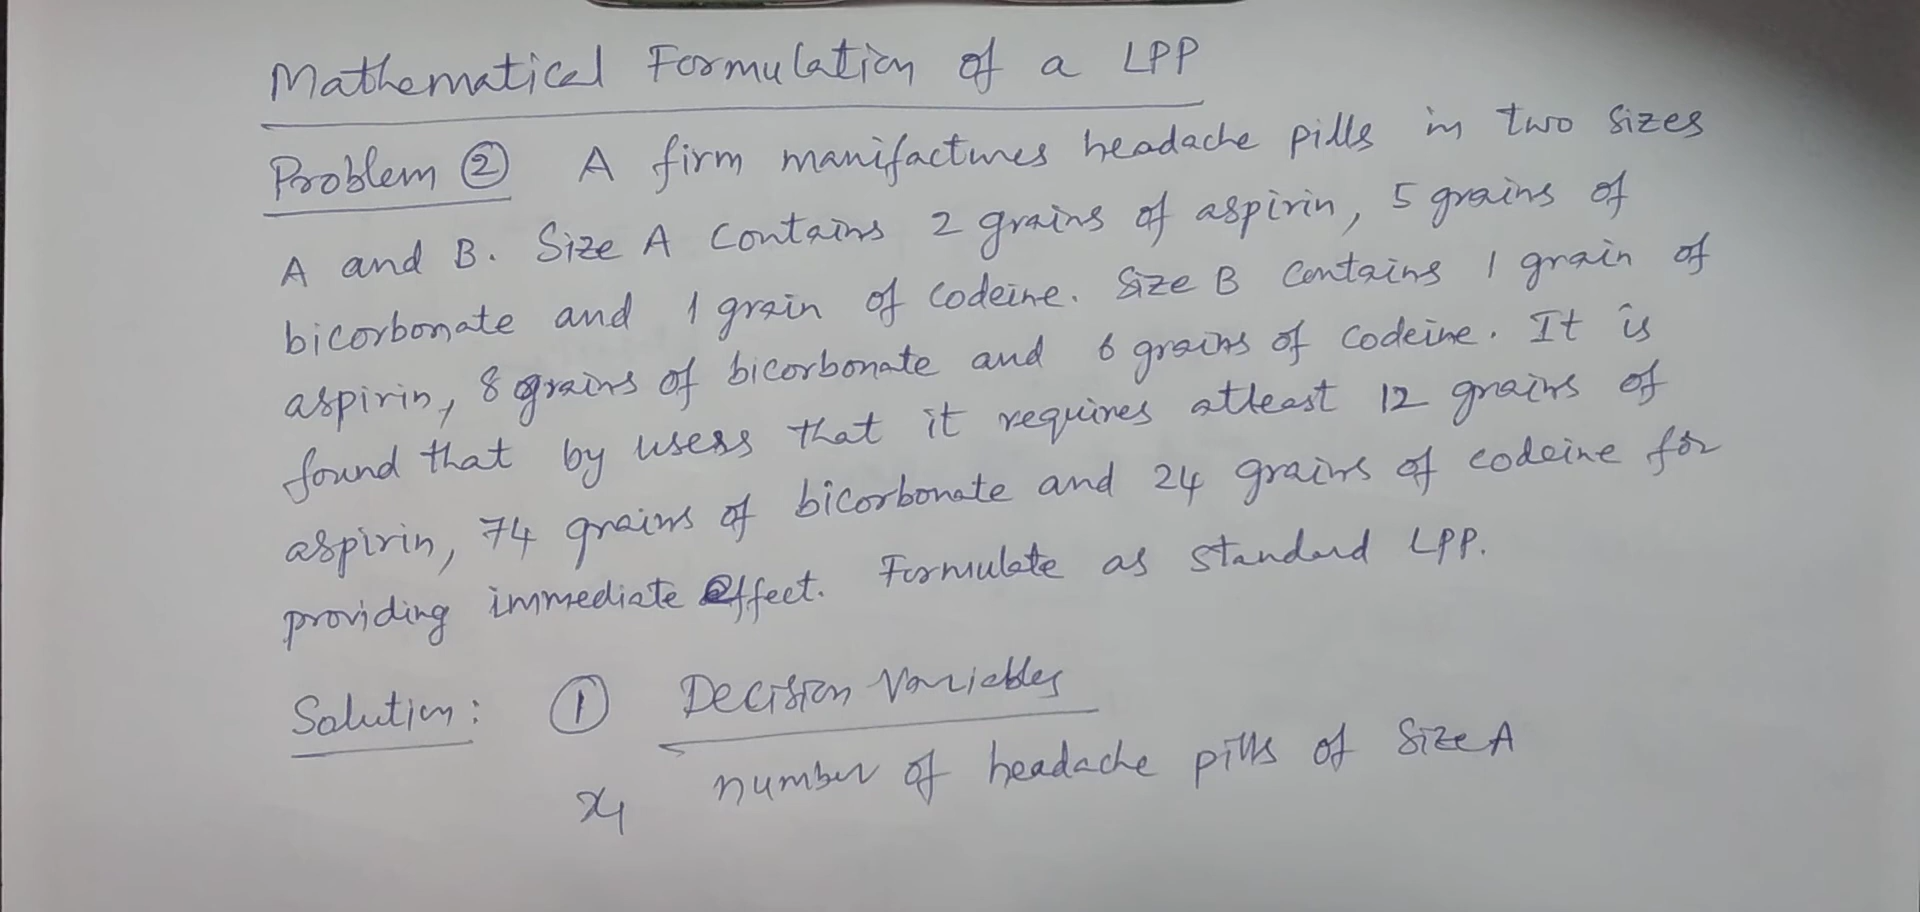 Mathematical Formulation of a LPP
Problem ② A firm manifactures headache pills in two sizes
A and B. Size A contains 2 grains of aspirin, 5 grains of
bicorbonate and 1 grain of codeine. Size B contains 1 grain of
aspirin, 8 grains of bicorbonate and 6 grains of codeine. It is
found that by usess that it requires atleast 12 grains of
aspirin, 74 grains of bicorbonate and 24 grains of codeine for
providing immediate effect. Formulate as standard LPP.
Solution: ① Decision Variables
x₁ number of headache pills of Size A